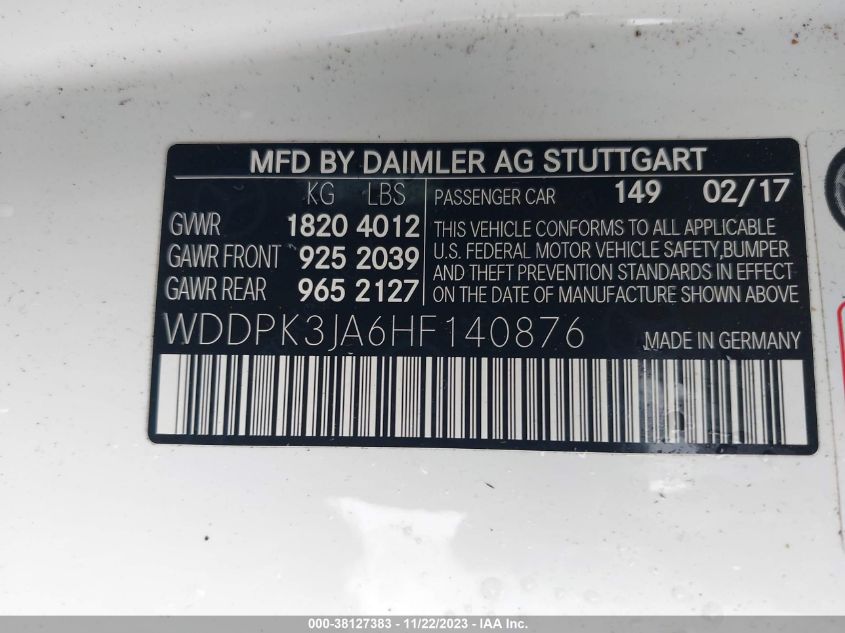 MFD BY DAIMLER AG STUTTGART
KG LBS
GVWR 1820 4012
GAWR FRONT 925 2039
GAWR REAR 965 2127
PASSENGER CAR 149 02/17
THIS VEHICLE CONFORMS TO ALL APPLICABLE
U.S. FEDERAL MOTOR VEHICLE SAFETY,BUMPER
AND THEFT PREVENTION STANDARDS IN EFFECT
ON THE DATE OF MANUFACTURE SHOWN ABOVE
WDDPK3JA6HF140876 MADE IN GERMANY
000-38127383 - 11/22/2023 - IAA Inc.